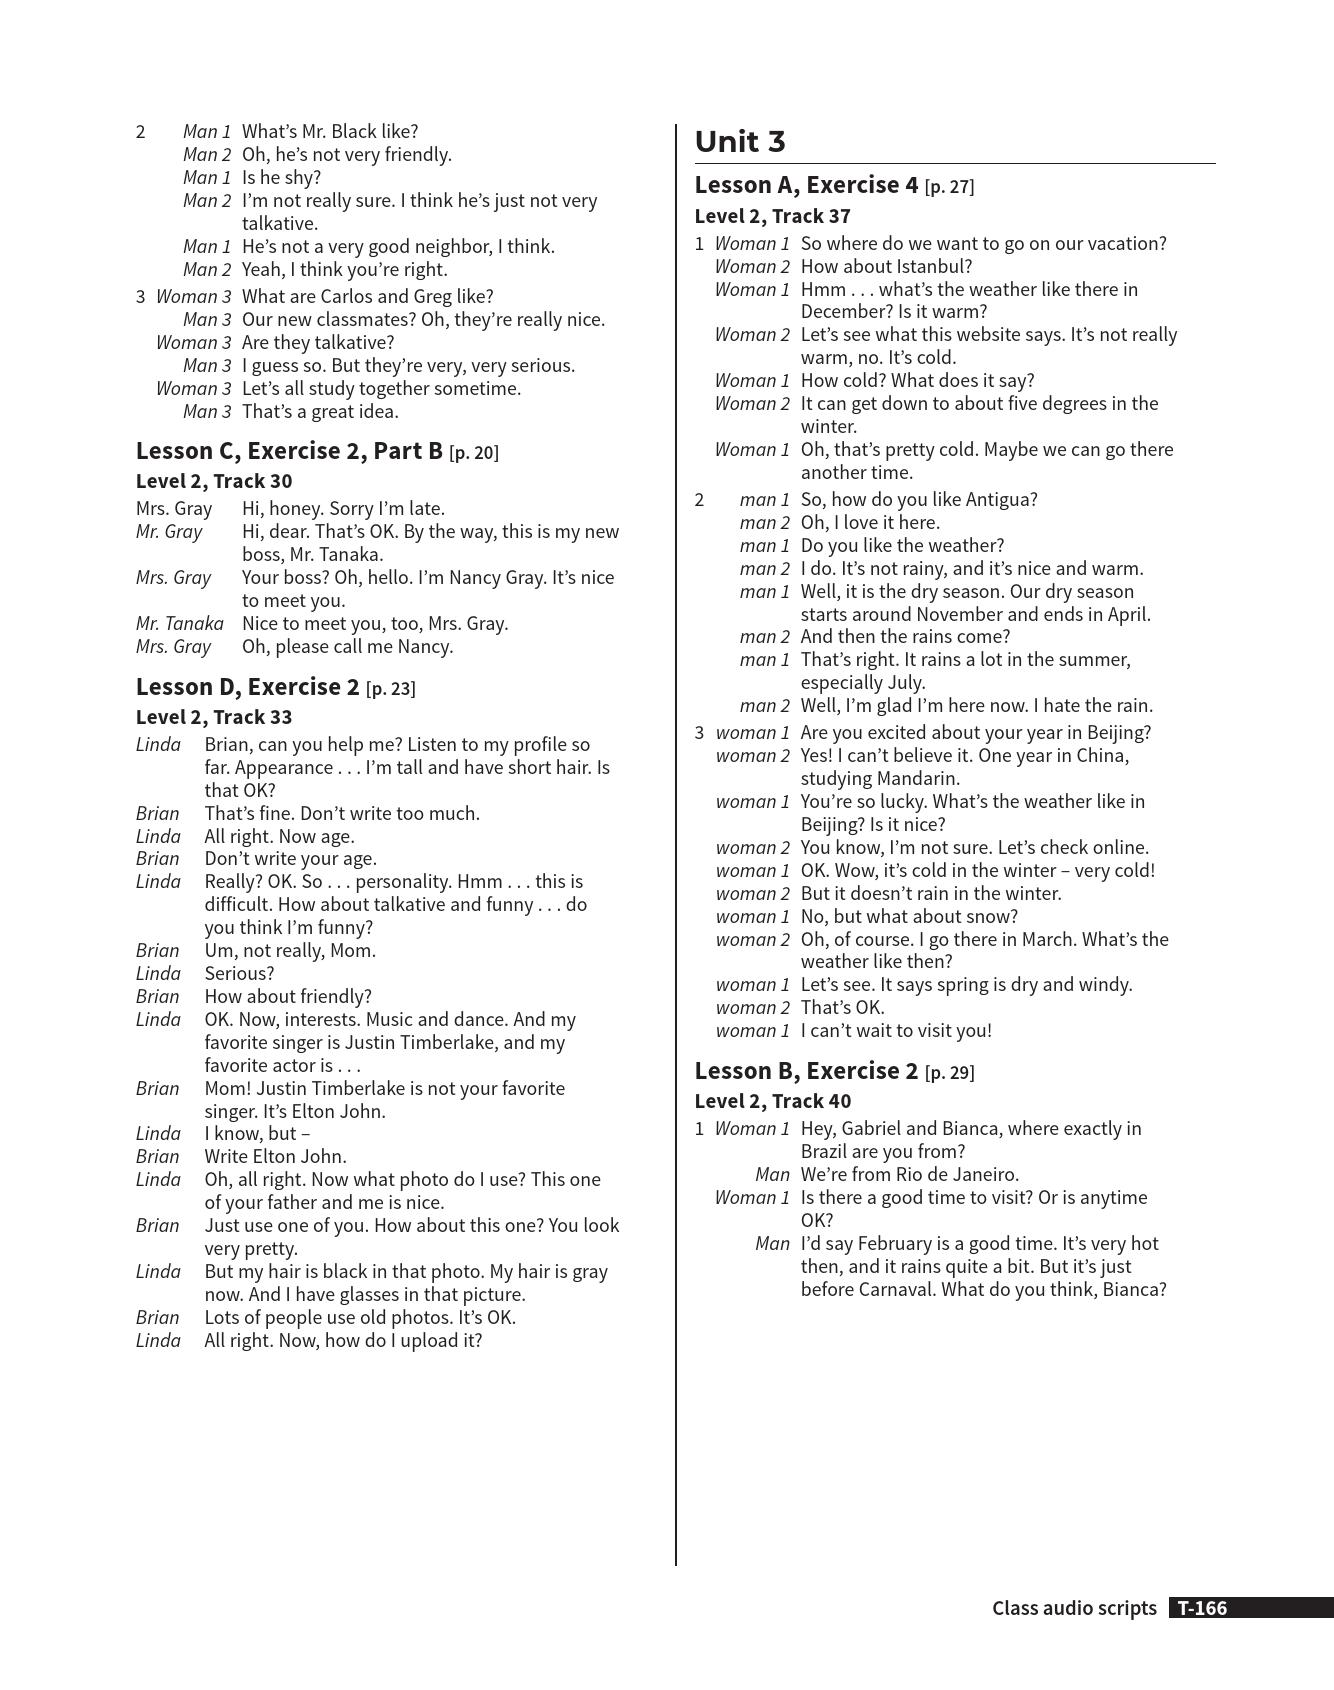 2 Man 1 What's Mr. Black like?
Man 2 Oh, he's not very friendly.
Man 1 Is he shy?
Man 2 I'm not really sure. I think he's just not very
talkative.
Man 1 He's not a very good neighbor, I think.
Man 2 Yeah, I think you're right.
3 Woman 3 What are Carlos and Greg like?
Man 3 Our new classmates? Oh, they're really nice.
Woman 3 Are they talkative?
Man 3 I guess so. But they're very, very serious.
Woman 3 Let's all study together sometime.
Man 3 That's a great idea.
Lesson C, Exercise 2, Part B [p. 20]
Level 2, Track 30
Mrs. Gray Hi, honey. Sorry I'm late.
Mr. Gray Hi, dear. That's OK. By the way, this is my new
boss, Mr. Tanaka.
Mrs. Gray Your boss? Oh, hello. I'm Nancy Gray. It's nice
to meet you.
Mr. Tanaka Nice to meet you, too, Mrs. Gray.
Mrs. Gray Oh, please call me Nancy.
Lesson D, Exercise 2 [p. 23]
Level 2, Track 33
Linda Brian, can you help me? Listen to my profile so
far. Appearance . . . I'm tall and have short hair. Is
that OK?
Brian That's fine. Don't write too much.
Linda All right. Now age.
Brian Don't write your age.
Linda Really? OK. So . . . personality. Hmm . . . this is
difficult. How about talkative and funny . . . do
you think I'm funny?
Brian Um, not really, Mom.
Linda Serious?
Brian How about friendly?
Linda OK. Now, interests. Music and dance. And my
favorite singer is Justin Timberlake, and my
favorite actor is . . .
Brian Mom! Justin Timberlake is not your favorite
singer. It's Elton John.
Linda I know, but –
Brian Write Elton John.
Linda Oh, all right. Now what photo do I use? This one
of your father and me is nice.
Brian Just use one of you. How about this one? You look
very pretty.
Linda But my hair is black in that photo. My hair is gray
now. And I have glasses in that picture.
Brian Lots of people use old photos. It's OK.
Linda All right. Now, how do I upload it?
Unit 3
Lesson A, Exercise 4 [p. 27]
Level 2, Track 37
1 Woman 1 So where do we want to go on our vacation?
Woman 2 How about Istanbul?
Woman 1 Hmm . . . what's the weather like there in
December? Is it warm?
Woman 2 Let's see what this website says. It's not really
warm, no. It's cold.
Woman 1 How cold? What does it say?
Woman 2 It can get down to about five degrees in the
winter.
Woman 1 Oh, that's pretty cold. Maybe we can go there
another time.
2 man 1 So, how do you like Antigua?
man 2 Oh, I love it here.
man 1 Do you like the weather?
man 2 I do. It's not rainy, and it's nice and warm.
man 1 Well, it is the dry season. Our dry season
starts around November and ends in April.
man 2 And then the rains come?
man 1 That's right. It rains a lot in the summer,
especially July.
man 2 Well, I'm glad I'm here now. I hate the rain.
3 woman 1 Are you excited about your year in Beijing?
woman 2 Yes! I can't believe it. One year in China,
studying Mandarin.
woman 1 You're so lucky. What's the weather like in
Beijing? Is it nice?
woman 2 You know, I'm not sure. Let's check online.
woman 1 OK. Wow, it's cold in the winter – very cold!
woman 2 But it doesn't rain in the winter.
woman 1 No, but what about snow?
woman 2 Oh, of course. I go there in March. What's the
weather like then?
woman 1 Let's see. It says spring is dry and windy.
woman 2 That's OK.
woman 1 I can't wait to visit you!
Lesson B, Exercise 2 [p. 29]
Level 2, Track 40
1 Woman 1 Hey, Gabriel and Bianca, where exactly in
Brazil are you from?
Man We're from Rio de Janeiro.
Woman 1 Is there a good time to visit? Or is anytime
OK?
Man I'd say February is a good time. It's very hot
then, and it rains quite a bit. But it's just
before Carnaval. What do you think, Bianca?
Class audio scripts T-166